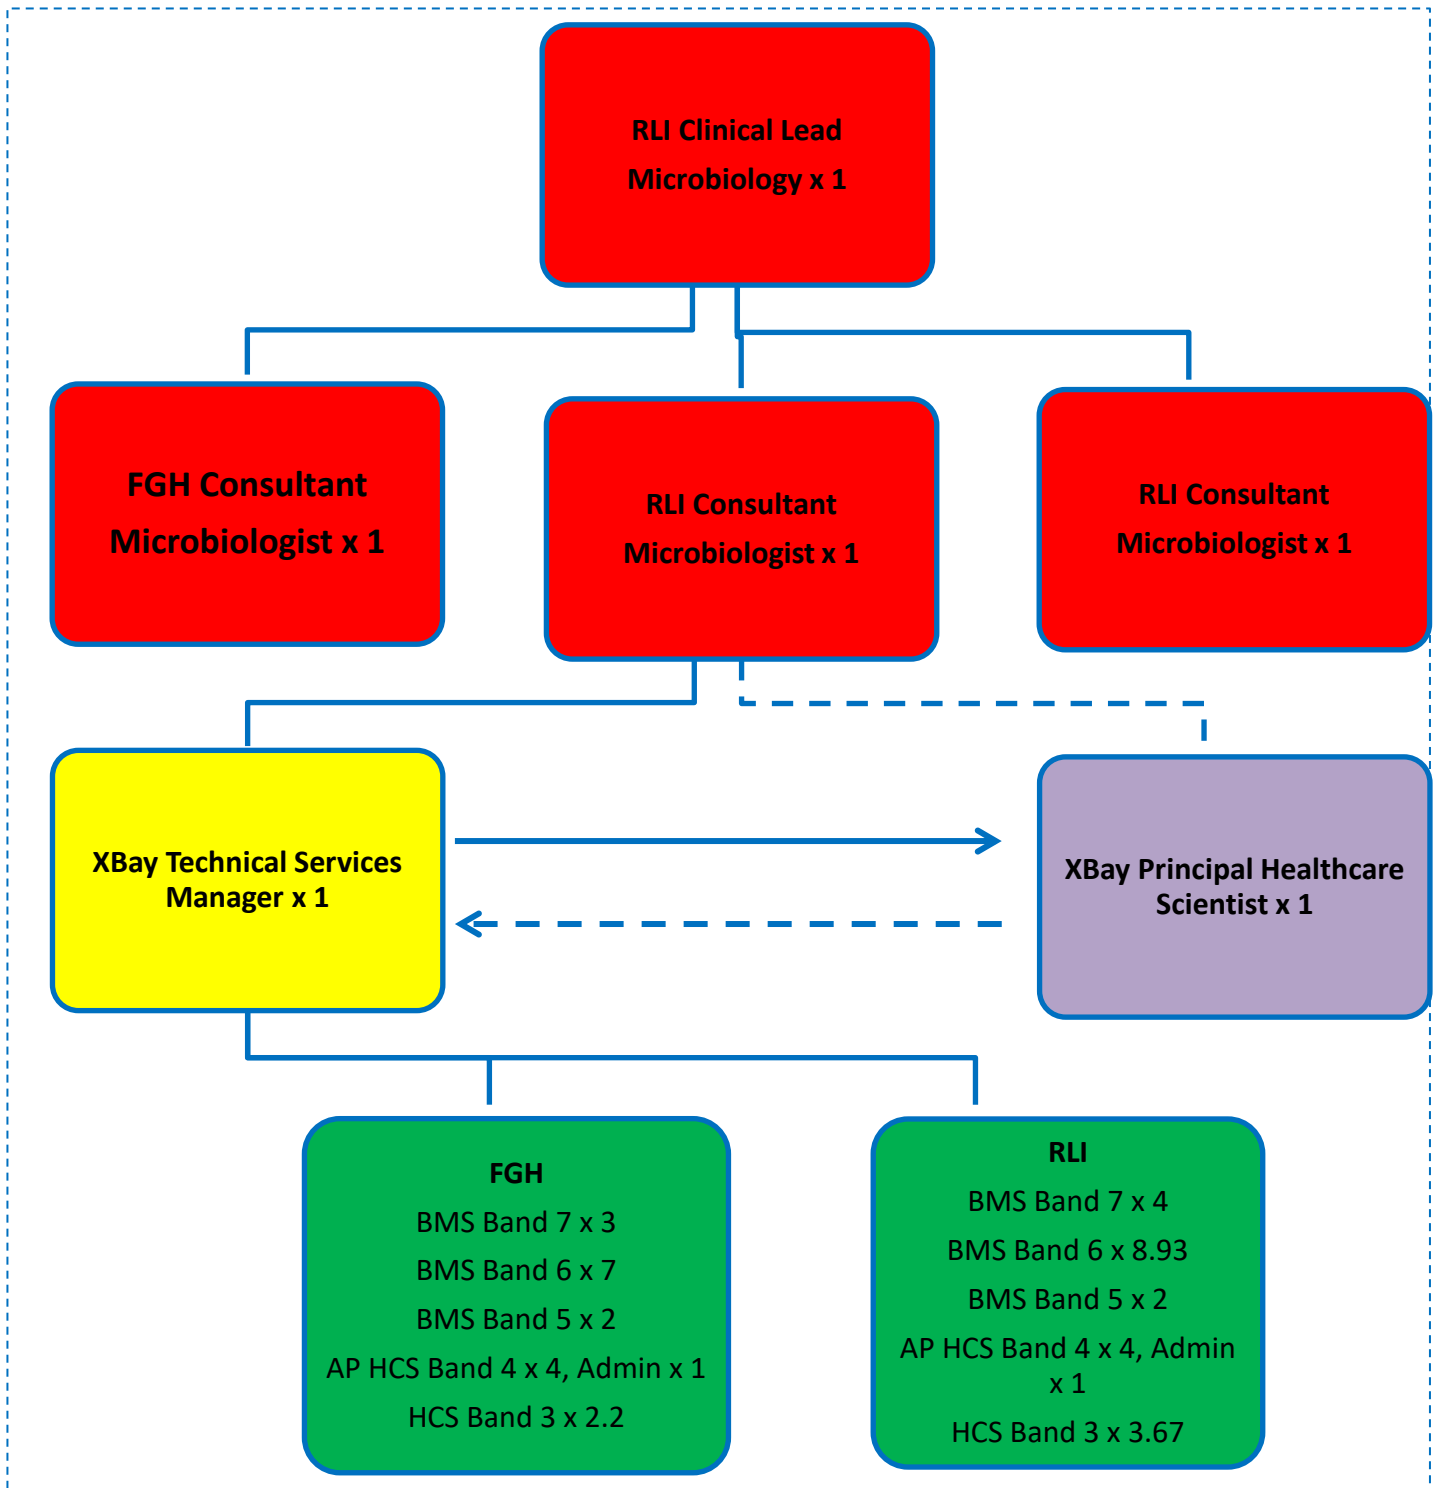 RLI Clinical Lead
Microbiology x 1
FGH Consultant
Microbiologist x 1
RLI Consultant
Microbiologist x 1
RLI Consultant
Microbiologist x 1
XBay Technical Services
Manager x 1
XBay Principal Healthcare
Scientist x 1
FGH
BMS Band 7 x 3
BMS Band 6 x 7
BMS Band 5 x 2
AP HCS Band 4 x 4, Admin x 1
HCS Band 3 x 2.2
RLI
BMS Band 7 x 4
BMS Band 6 x 8.93
BMS Band 5 x 2
AP HCS Band 4 x 4, Admin
x 1
HCS Band 3 x 3.67